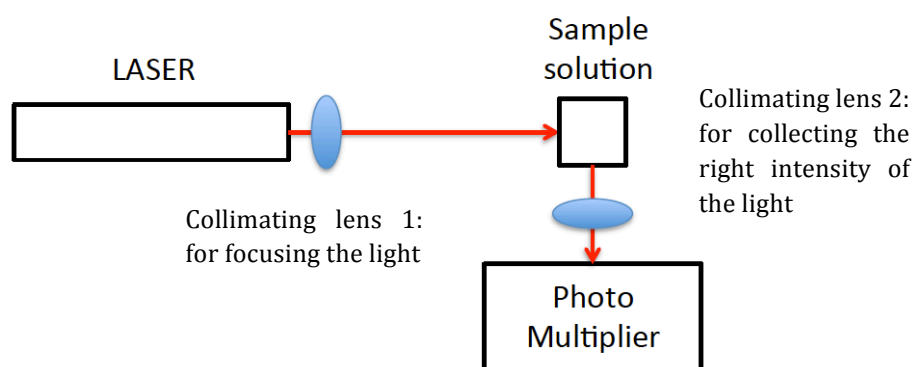 LASER
Sample
solution
Collimating lens 2:
for collecting the
right intensity of
the light
Collimating lens 1:
for focusing the light
Photo
Multiplier